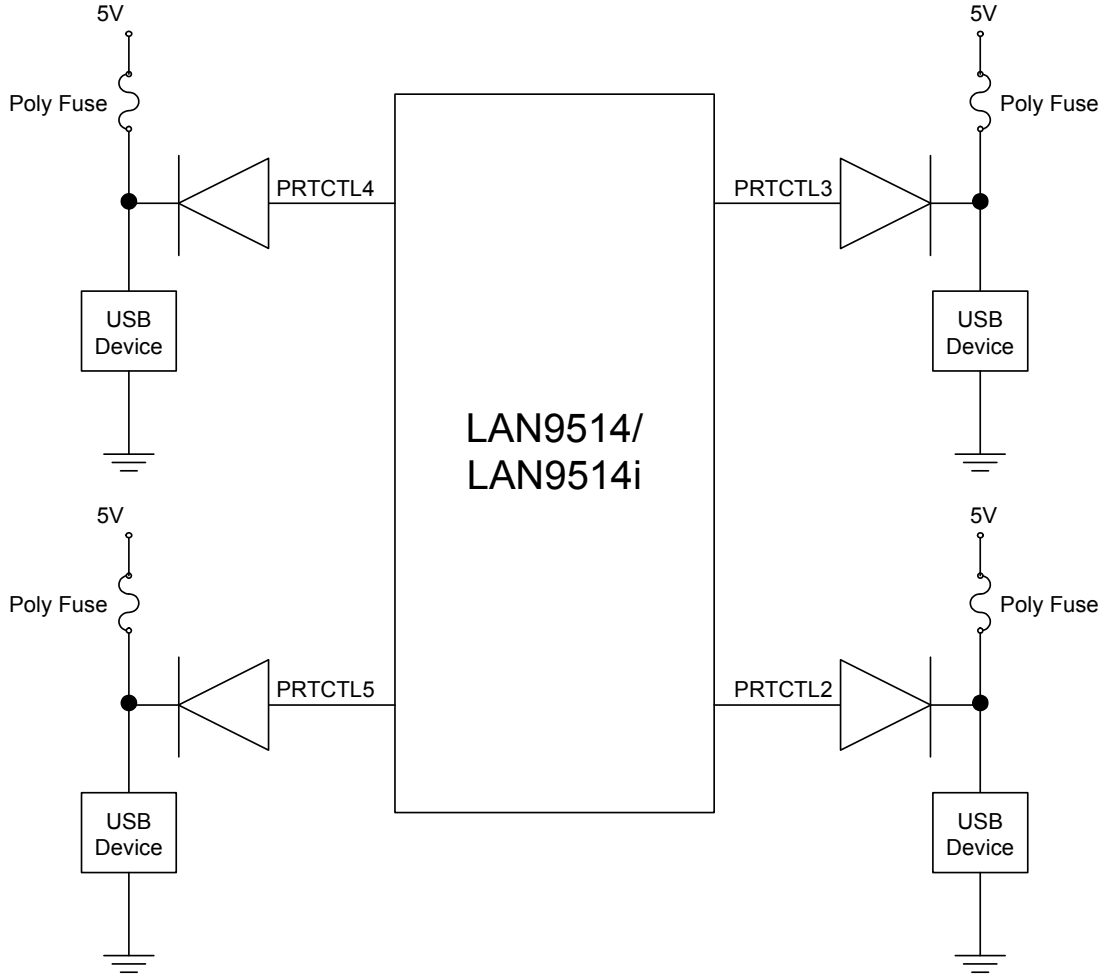 5V
Poly Fuse
PRTCTL4
USB
Device
5V
Poly Fuse
PRTCTL3
USB
Device
LAN9514/
LAN9514i
5V
Poly Fuse
PRTCTL5
USB
Device
5V
Poly Fuse
PRTCTL2
USB
Device